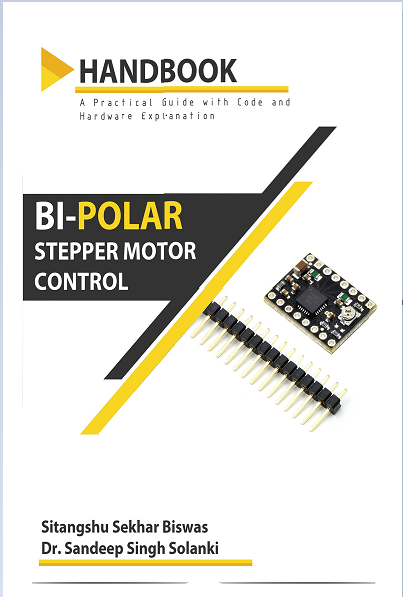 HANDBOOK
A Practical Guide with Code and
Hardware Explanation
BI-POLAR
STEPPER MOTOR
CONTROL
Sitangshu Sekhar Biswas
Dr. Sandeep Singh Solanki